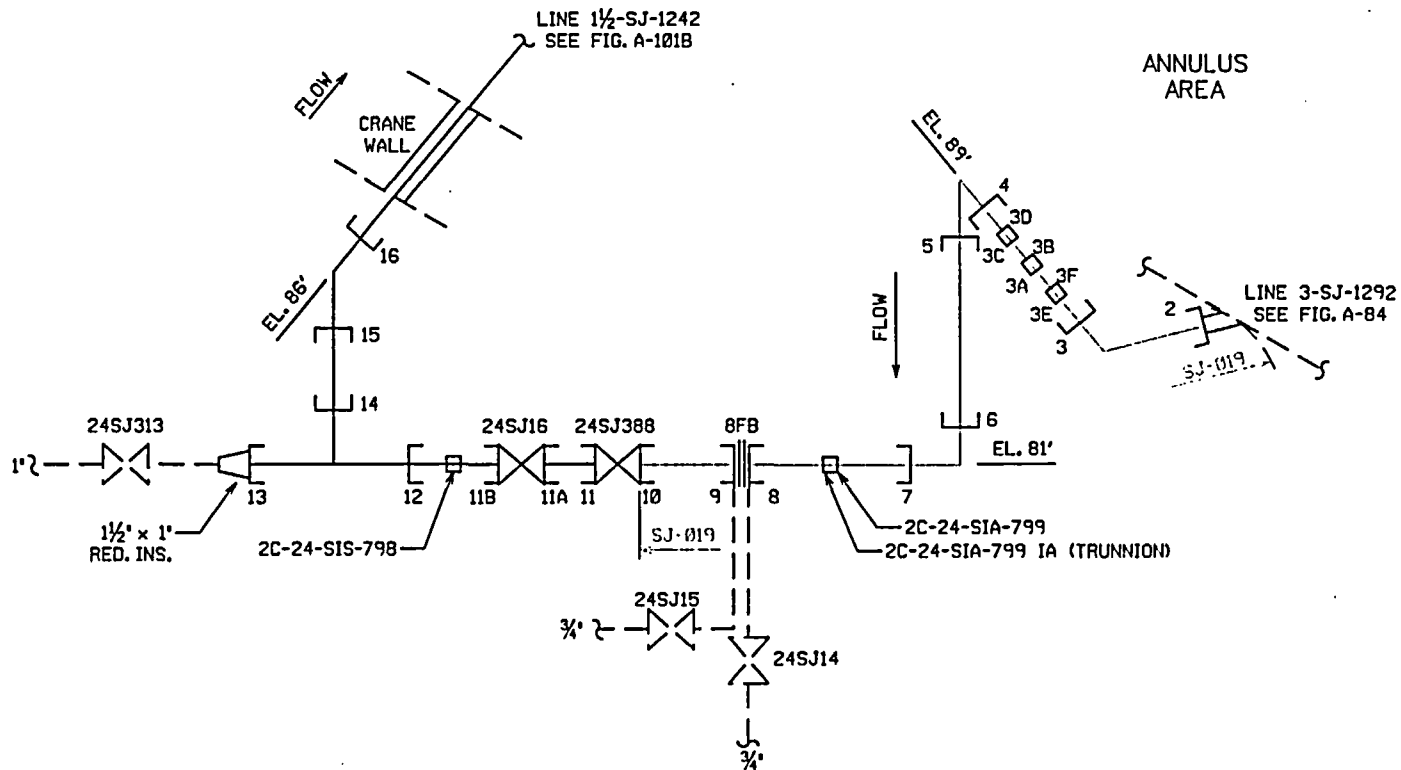 LINE 1½-SJ-1242
SEE FIG. A-101B
ANNULUS
AREA
FLOW
CRANE
WALL
EL. 89'
4
3D
16
5
3C
3B
3A
3F
3E
3
2
LINE 3-SJ-1292
SEE FIG. A-84
SJ-019
EL. 86'
FLOW
15
14
6
24SJ313
24SJ16
24SJ388
8FB
EL. 81'
1"
13
12
11B
11A
11
10
9
8
7
1½" × 1"
RED. INS.
2C-24-SIS-798
SJ-019
2C-24-SIA-799
2C-24-SIA-799 IA (TRUNNION)
24SJ15
¾"
24SJ14
¾"